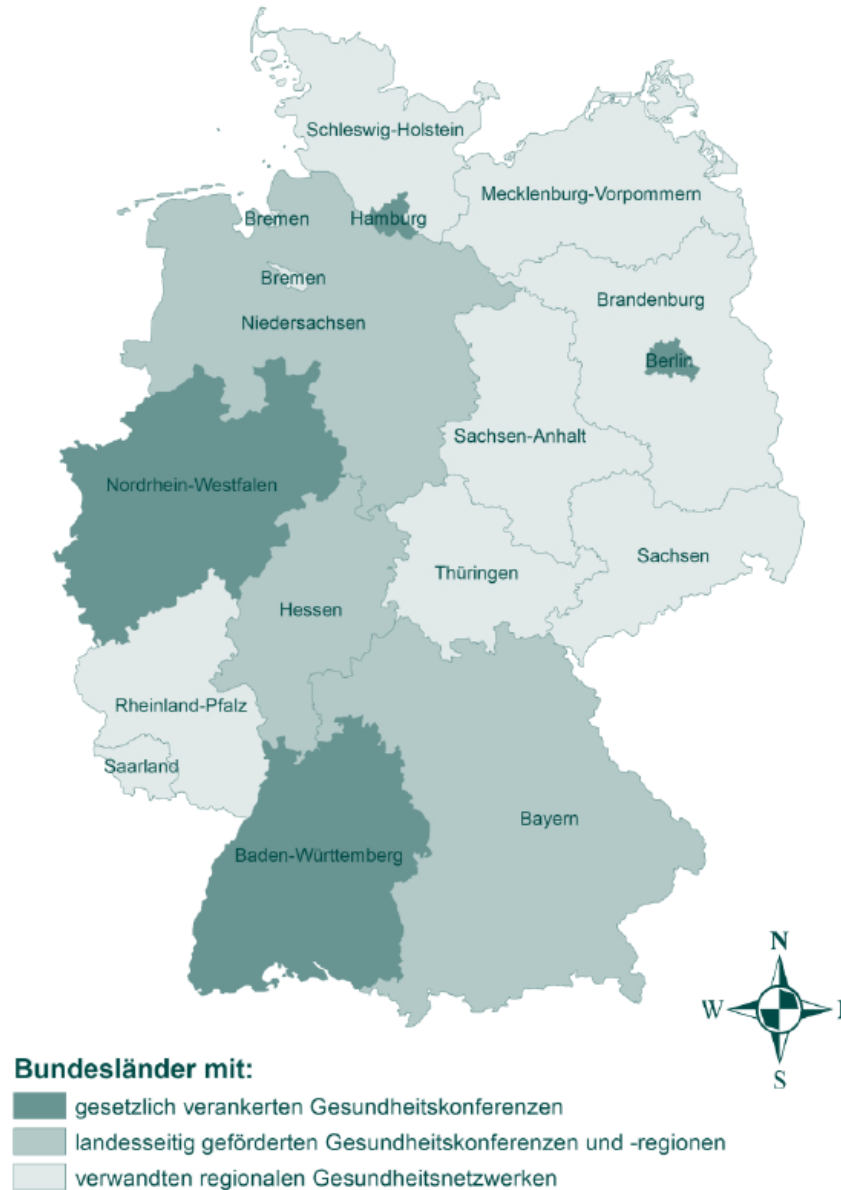 Schleswig-Holstein
Mecklenburg-Vorpommern
Bremen
Hamburg
Bremen
Brandenburg
Niedersachsen
Berlin
Sachsen-Anhalt
Nordrhein-Westfalen
Sachsen
Thüringen
Hessen
Rheinland-Pfalz
Saarland
Bayern
Baden-Württemberg
N
W
S
Bundesländer mit:
gesetzlich verankerten Gesundheitskonferenzen
landesseitig geförderten Gesundheitskonferenzen und -regionen
verwandten regionalen Gesundheitsnetzwerken